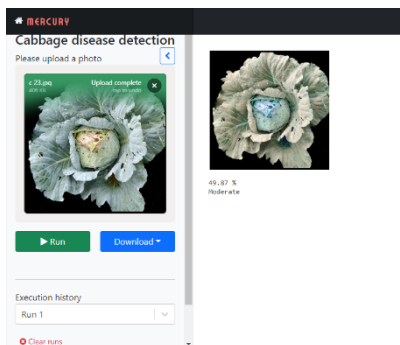 MERCURY
Cabbage disease detection
Please upload a photo
c 23.jpg
Upload complete
49.87 %
Moderate
Run
Download
Execution history
Run 1
Clear runs